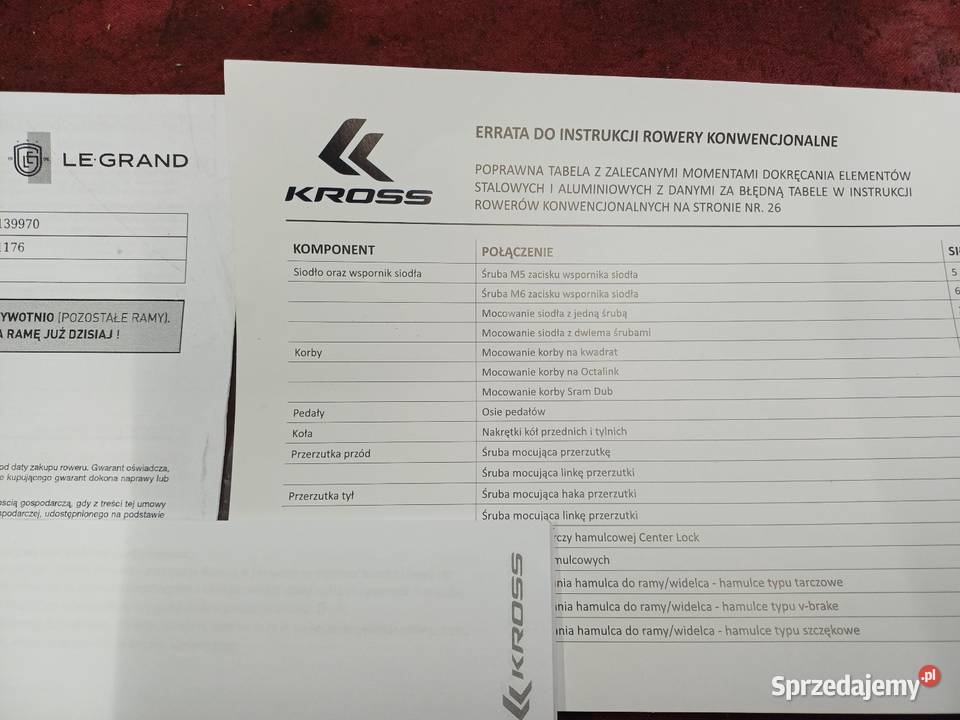 LE·GRAND
139970
1176
YWOTNIO (POZOSTAŁE RAMY).
RAMĘ JUŻ DZISIAJ !
od daty zakupu roweru. Gwarant oświadcza,
kupującego gwarant dokona naprawy lub
ością gospodarczą, gdy z treści tej umowy
podarczej, udostępnionego na podstawie
KROSS
ERRATA DO INSTRUKCJI ROWERY KONWENCJONALNE
POPRAWNA TABELA Z ZALECANYMI MOMENTAMI DOKRĘCANIA ELEMENTÓW
STALOWYCH I ALUMINIOWYCH Z DANYMI ZA BŁĘDNĄ TABELE W INSTRUKCJI
ROWERÓW KONWENCJONALNYCH NA STRONIE NR. 26
KOMPONENT POŁĄCZENIE
Siodło oraz wspornik siodła Śruba M5 zacisku wspornika siodła 5
Śruba M6 zacisku wspornika siodła 6
Mocowanie siodła z jedną śrubą
Mocowanie siodła z dwiema śrubami
Korby Mocowanie korby na kwadrat
Mocowanie korby na Octalink
Mocowanie korby Sram Dub
Pedały Osie pedałów
Koła Nakrętki kół przednich i tylnich
Przerzutka przód Śruba mocująca przerzutkę
Śruba mocująca linkę przerzutki
Przerzutka tył Śruba mocująca haka przerzutki
Śruba mocująca linkę przerzutki
rczy hamulcowej Center Lock
mulcowych
nia hamulca do ramy/widelca - hamulce typu tarczowe
nia hamulca do ramy/widelca - hamulce typu v-brake
nia hamulca do ramy/widelca - hamulce typu szczękowe
KROSS
Sprzedajemy.pl